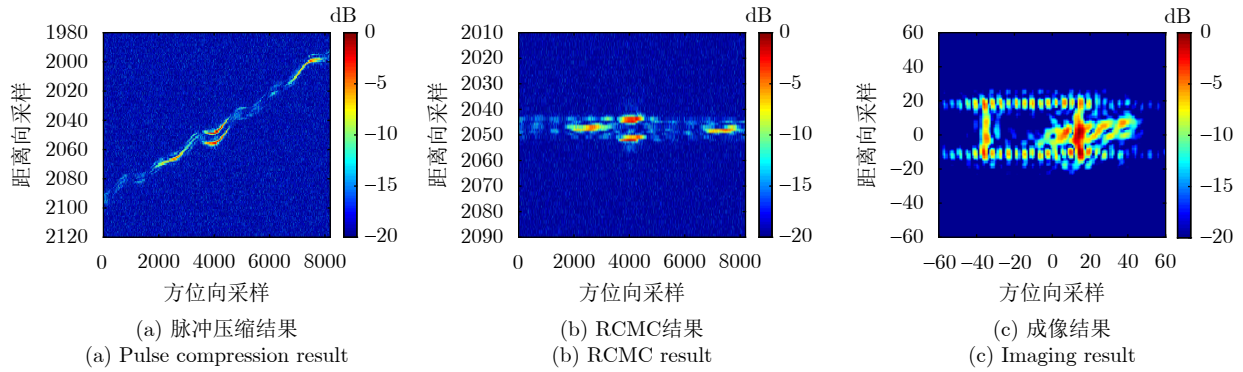 dB
1980
2000
2020
2040
2060
2080
2100
2120
距离向采样
0 2000 4000 6000 8000
方位向采样
0
−5
−10
−15
−20
(a) 脉冲压缩结果
(a) Pulse compression result
dB
2010
2020
2030
2040
2050
2060
2070
2080
2090
距离向采样
0 2000 4000 6000 8000
方位向采样
0
−5
−10
−15
−20
(b) RCMC结果
(b) RCMC result
dB
60
40
20
0
−20
−40
−60
距离向采样
−60 −40 −20 0 20 40 60
方位向采样
0
−5
−10
−15
−20
(c) 成像结果
(c) Imaging result